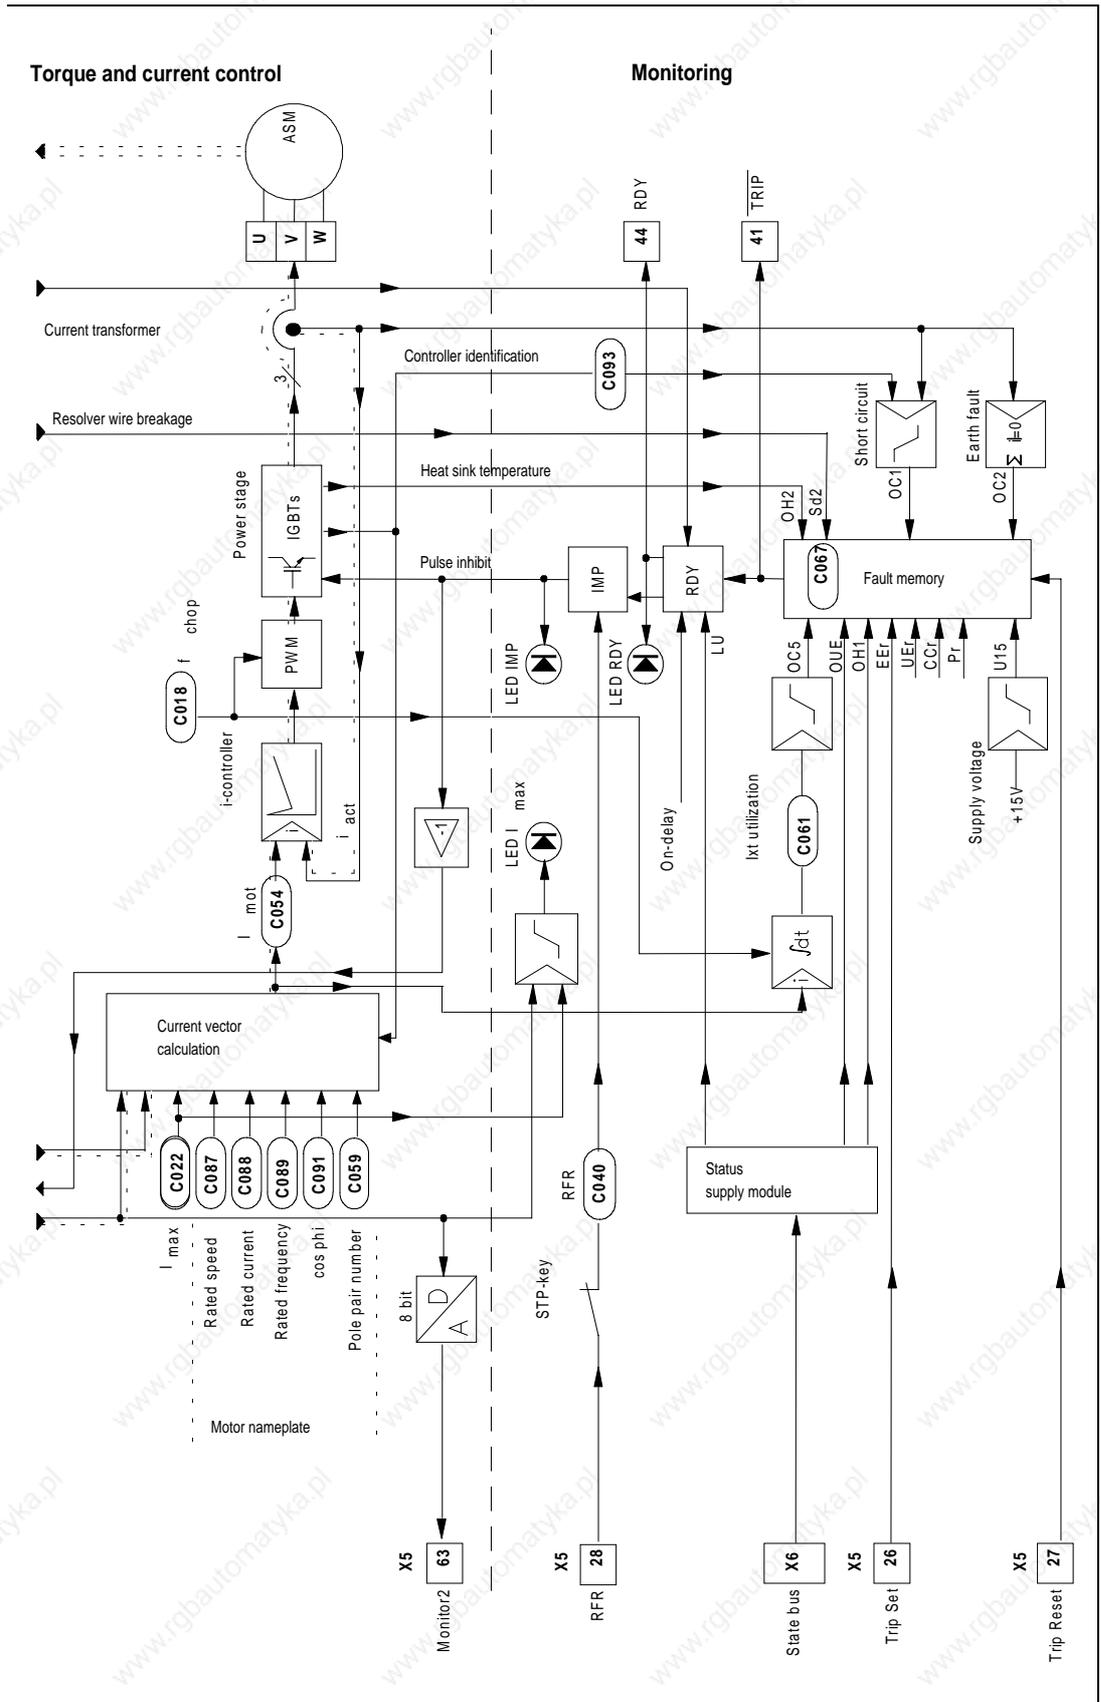 Torque and current control
Monitoring
ASM
U
V
W
44
RDY
41
TRIP
Current transformer
3
Controller identification
C093
Resolver wire breakage
Short circuit
Earth fault
Σ i=0
Heat sink temperature
OH2
Sd2
OC1
OC2
Power stage
IGBTs
Pulse inhibit
IMP
RDY
C067
Fault memory
chop
f
C018
PWM
LED IMP
LED RDY
LU
OC5
OUE
OH1
EEr
UEr
CCr
Pr
U15
i-controller
i
i act
-1
LED I max
On-delay
Ixt utilization
C061
Supply voltage
+15V
I mot
C054
i
∫dt
Current vector
calculation
C022
C087
C088
C089
C091
C059
RFR
C040
Status
supply module
I max
Rated speed
Rated current
Rated frequency
cos phi
Pole pair number
8 bit
D
A
STP-key
Motor nameplate
X5
63
Monitor2
X5
28
RFR
X6
State bus
X5
26
Trip Set
X5
27
Trip Reset
www.rgbautomatyka.pl